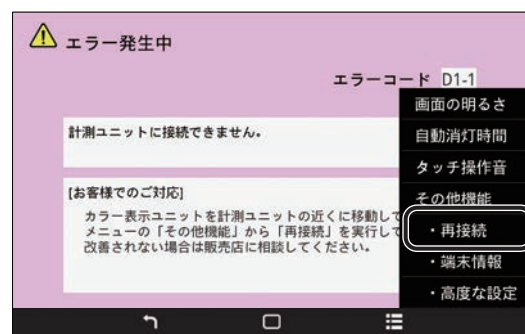 エラー発生中
エラーコード D1-1
計測ユニットに接続できません。
[お客様でのご対応]
カラー表示ユニットを計測ユニットの近くに移動して
メニューの「その他機能」から「再接続」を実行して
改善されない場合は販売店に相談してください。
画面の明るさ
自動消灯時間
タッチ操作音
その他機能
・再接続
・端末情報
・高度な設定